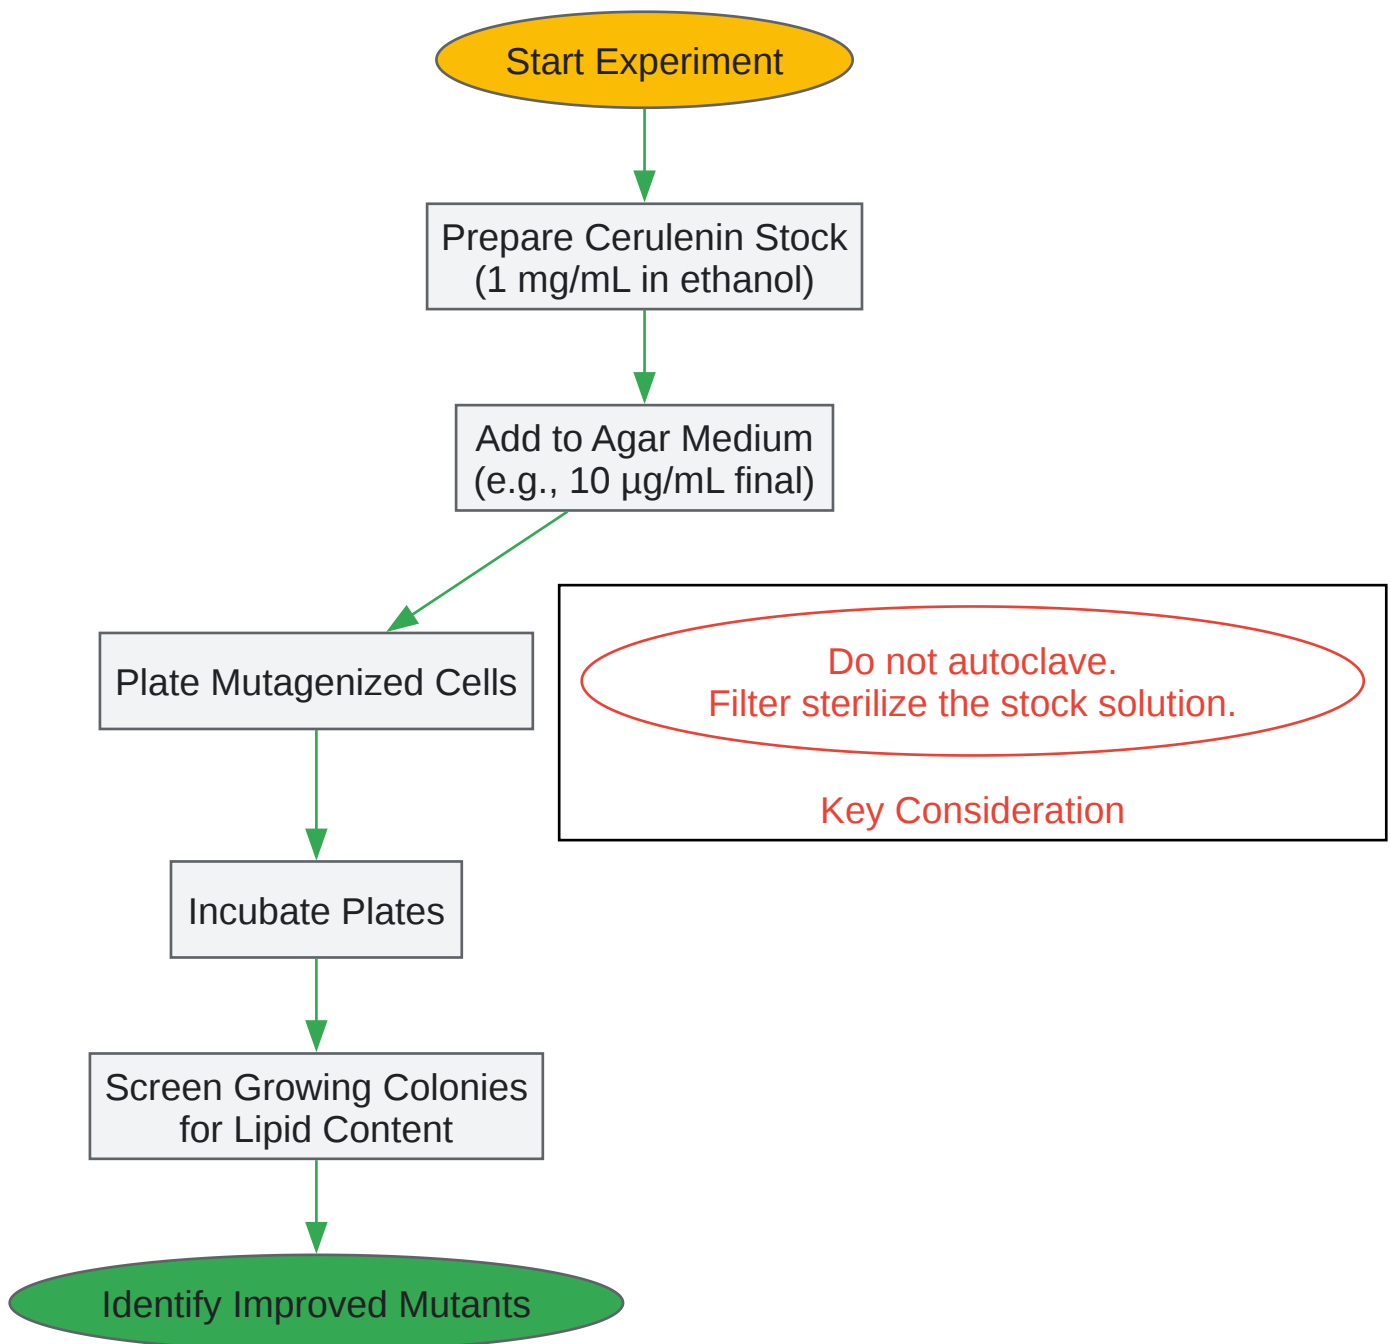 Start Experiment
Prepare Cerulenin Stock
(1 mg/mL in ethanol)
Add to Agar Medium
(e.g., 10 µg/mL final)
Plate Mutagenized Cells
Do not autoclave.
Filter sterilize the stock solution.
Key Consideration
Incubate Plates
Screen Growing Colonies
for Lipid Content
Identify Improved Mutants